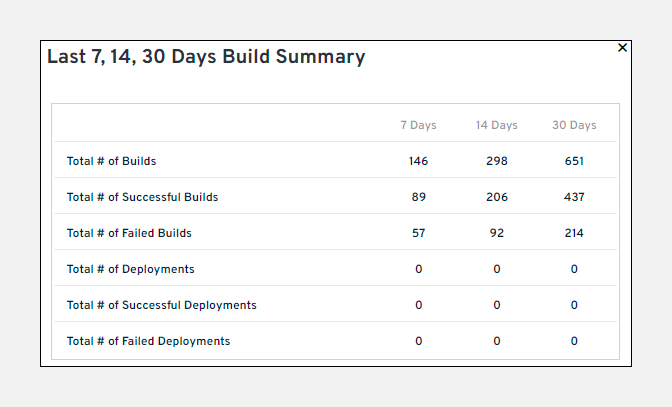 Last 7, 14, 30 Days Build Summary
7 Days 14 Days 30 Days
Total # of Builds 146 298 651
Total # of Successful Builds 89 206 437
Total # of Failed Builds 57 92 214
Total # of Deployments 0 0 0
Total # of Successful Deployments 0 0 0
Total # of Failed Deployments 0 0 0